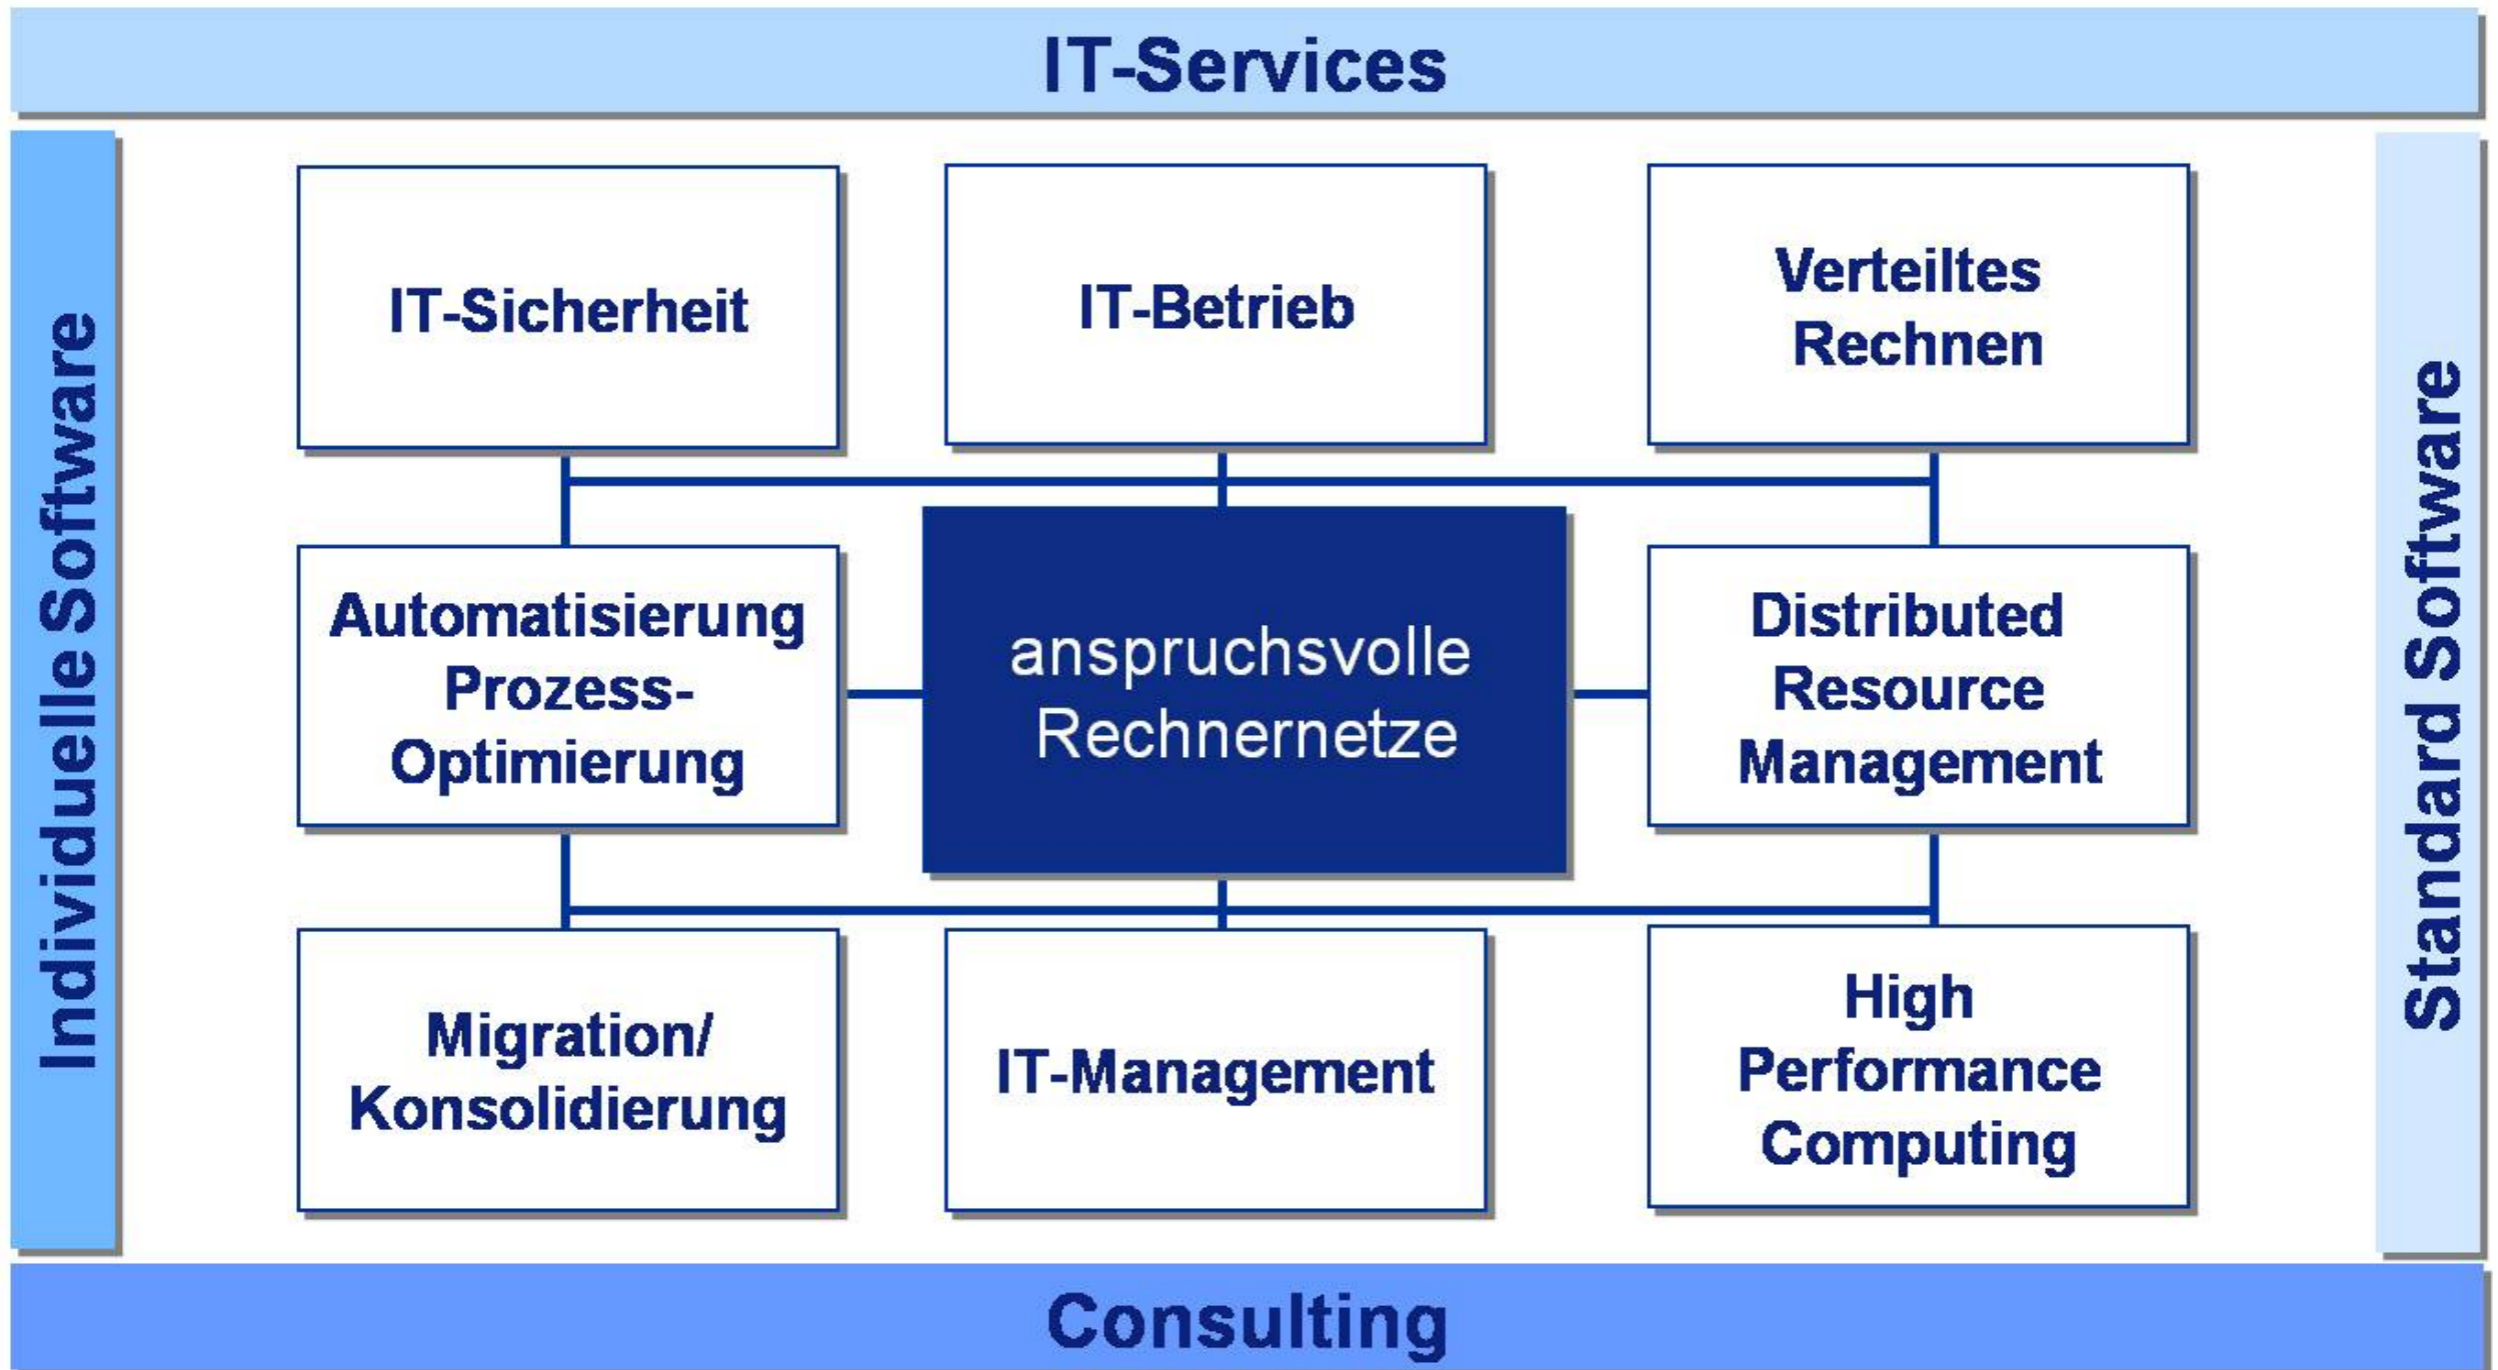 IT-Services
Individuelle Software
IT-Sicherheit
IT-Betrieb
Verteiltes
Rechnen
Automatisierung
Prozess-
Optimierung
anspruchsvolle
Rechnernetze
Distributed
Resource
Management
Migration/
Konsolidierung
IT-Management
High
Performance
Computing
Standard Software
Consulting